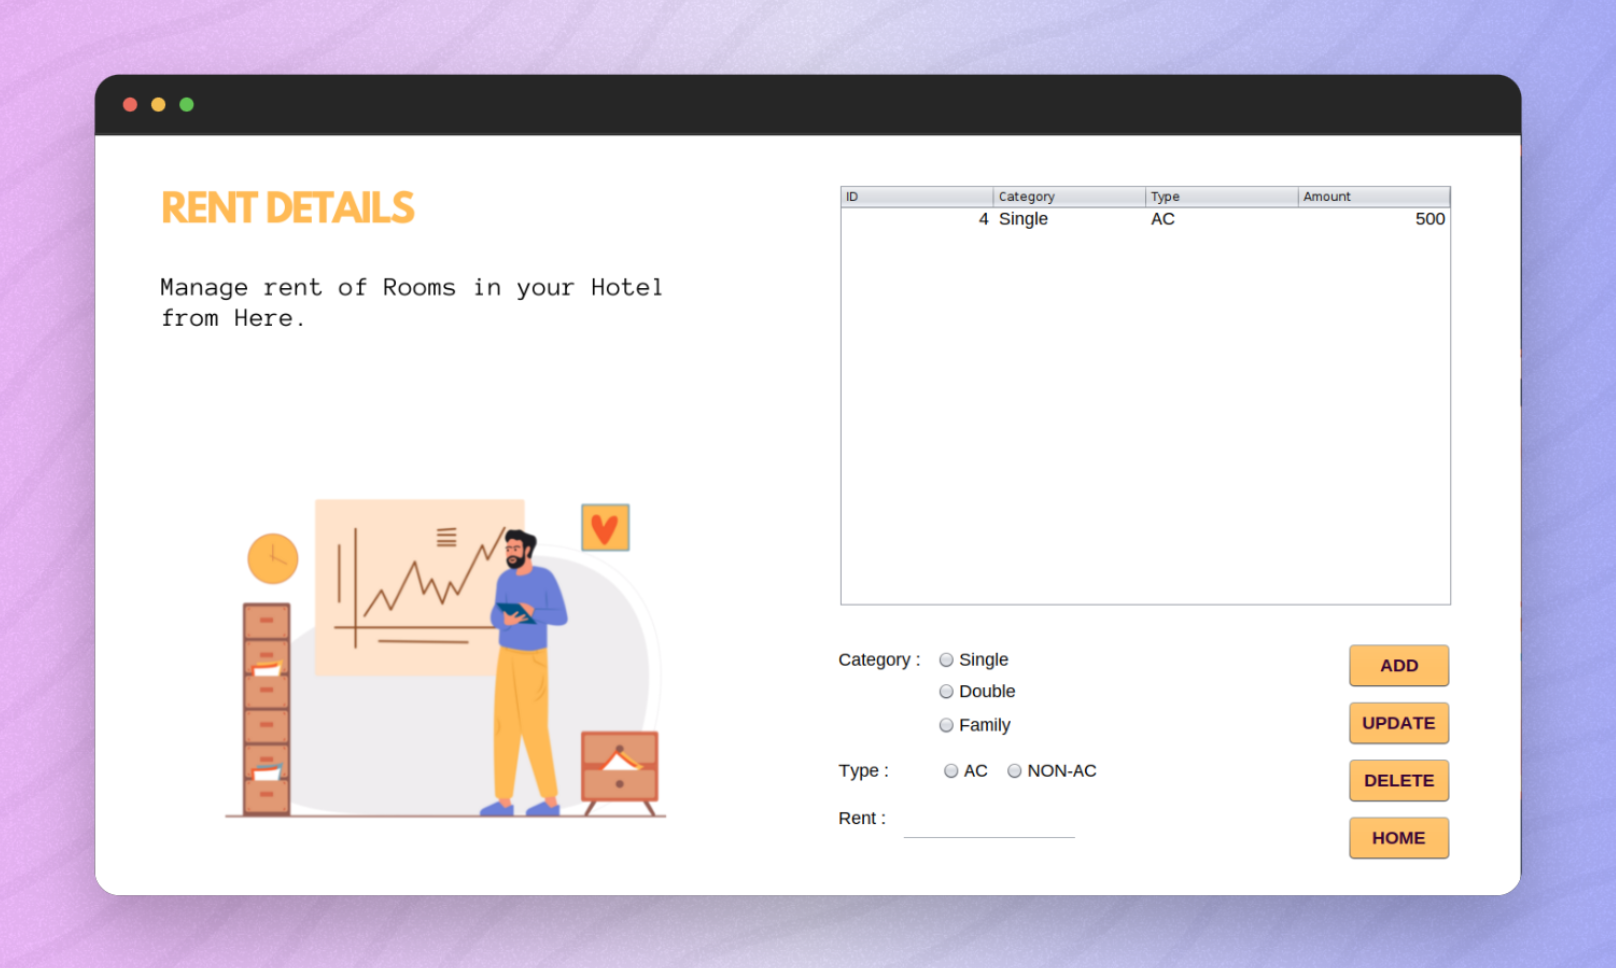 RENT DETAILS
Manage rent of Rooms in your Hotel
from Here.
ID Category Type Amount
4 Single AC 500
Category : Single
Double
Family
Type : AC NON-AC
Rent :
ADD
UPDATE
DELETE
HOME